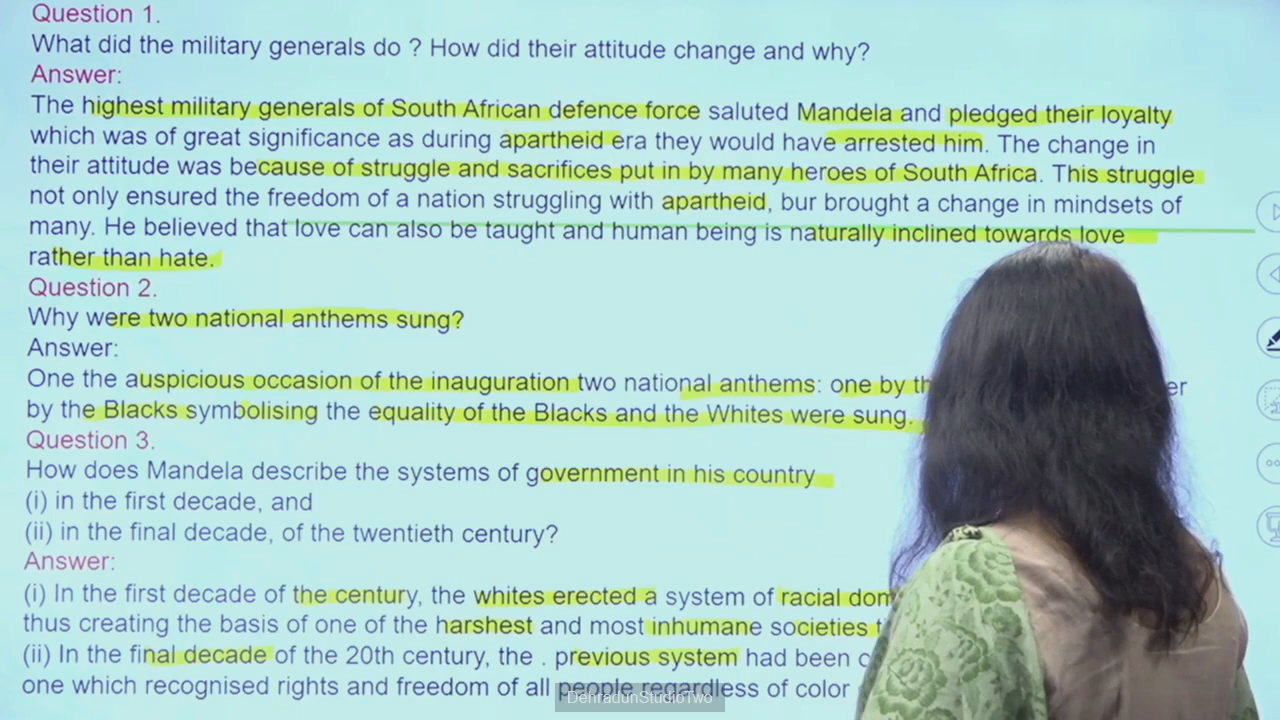 Question 1.
What did the military generals do ? How did their attitude change and why?
Answer:
The highest military generals of South African defence force saluted Mandela and pledged their loyalty
which was of great significance as during apartheid era they would have arrested him. The change in
their attitude was because of struggle and sacrifices put in by many heroes of South Africa. This struggle
not only ensured the freedom of a nation struggling with apartheid, bur brought a change in mindsets of
many. He believed that love can also be taught and human being is naturally inclined towards love
rather than hate.
Question 2.
Why were two national anthems sung?
Answer:
One the auspicious occasion of the inauguration two national anthems: one by
by the Blacks symbolising the equality of the Blacks and the Whites were sung.
Question 3.
How does Mandela describe the systems of government in his country
(i) in the first decade, and
(ii) in the final decade, of the twentieth century?
Answer:
(i) In the first decade of the century, the whites erected a system of racial
thus creating the basis of one of the harshest and most inhumane societies
(ii) In the final decade of the 20th century, the . previous system had been
one which recognised rights and freedom of all people regardless of color
DehradunStudioTwo